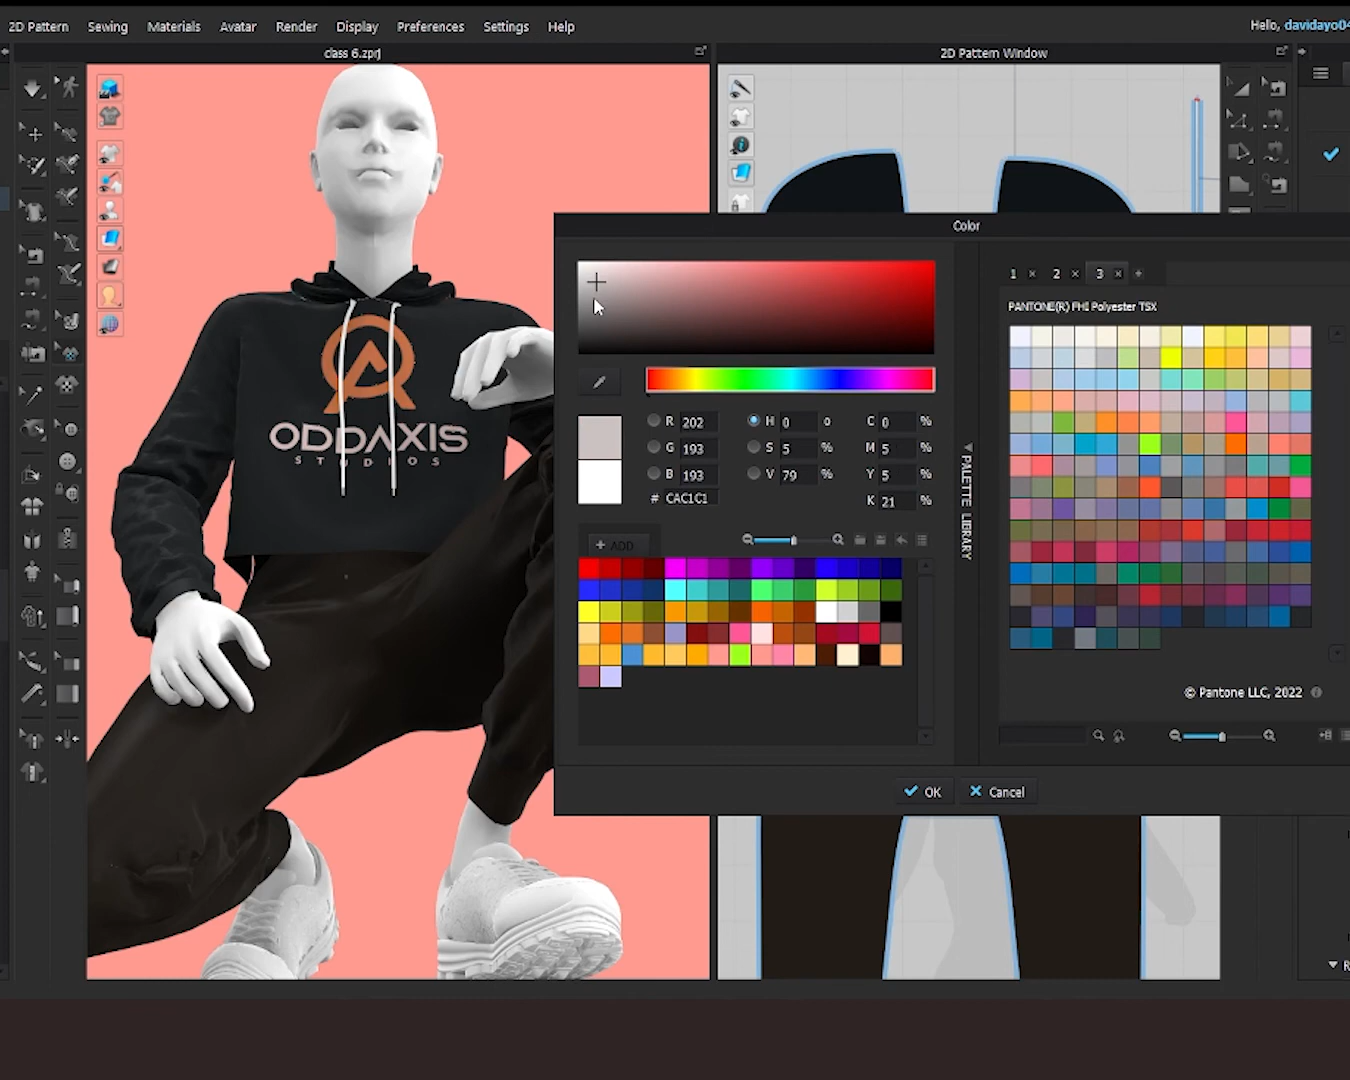 2D Pattern Sewing Materials Avatar Render Display Preferences Settings Help
Hello, davidayo04
class 6.zprj
2D Pattern Window
Color
1 2 3
PANTONE(R) FHI Polyester TSX
ODDAXIS
STUDIOS
R 202 H 0 o C 0 %
G 193 S 5 % M 5 %
B 193 V 79 % Y 5 %
# CAC1C1 K 21 %
+ ADD
PALETTE LIBRARY
© Pantone LLC, 2022
OK Cancel
R